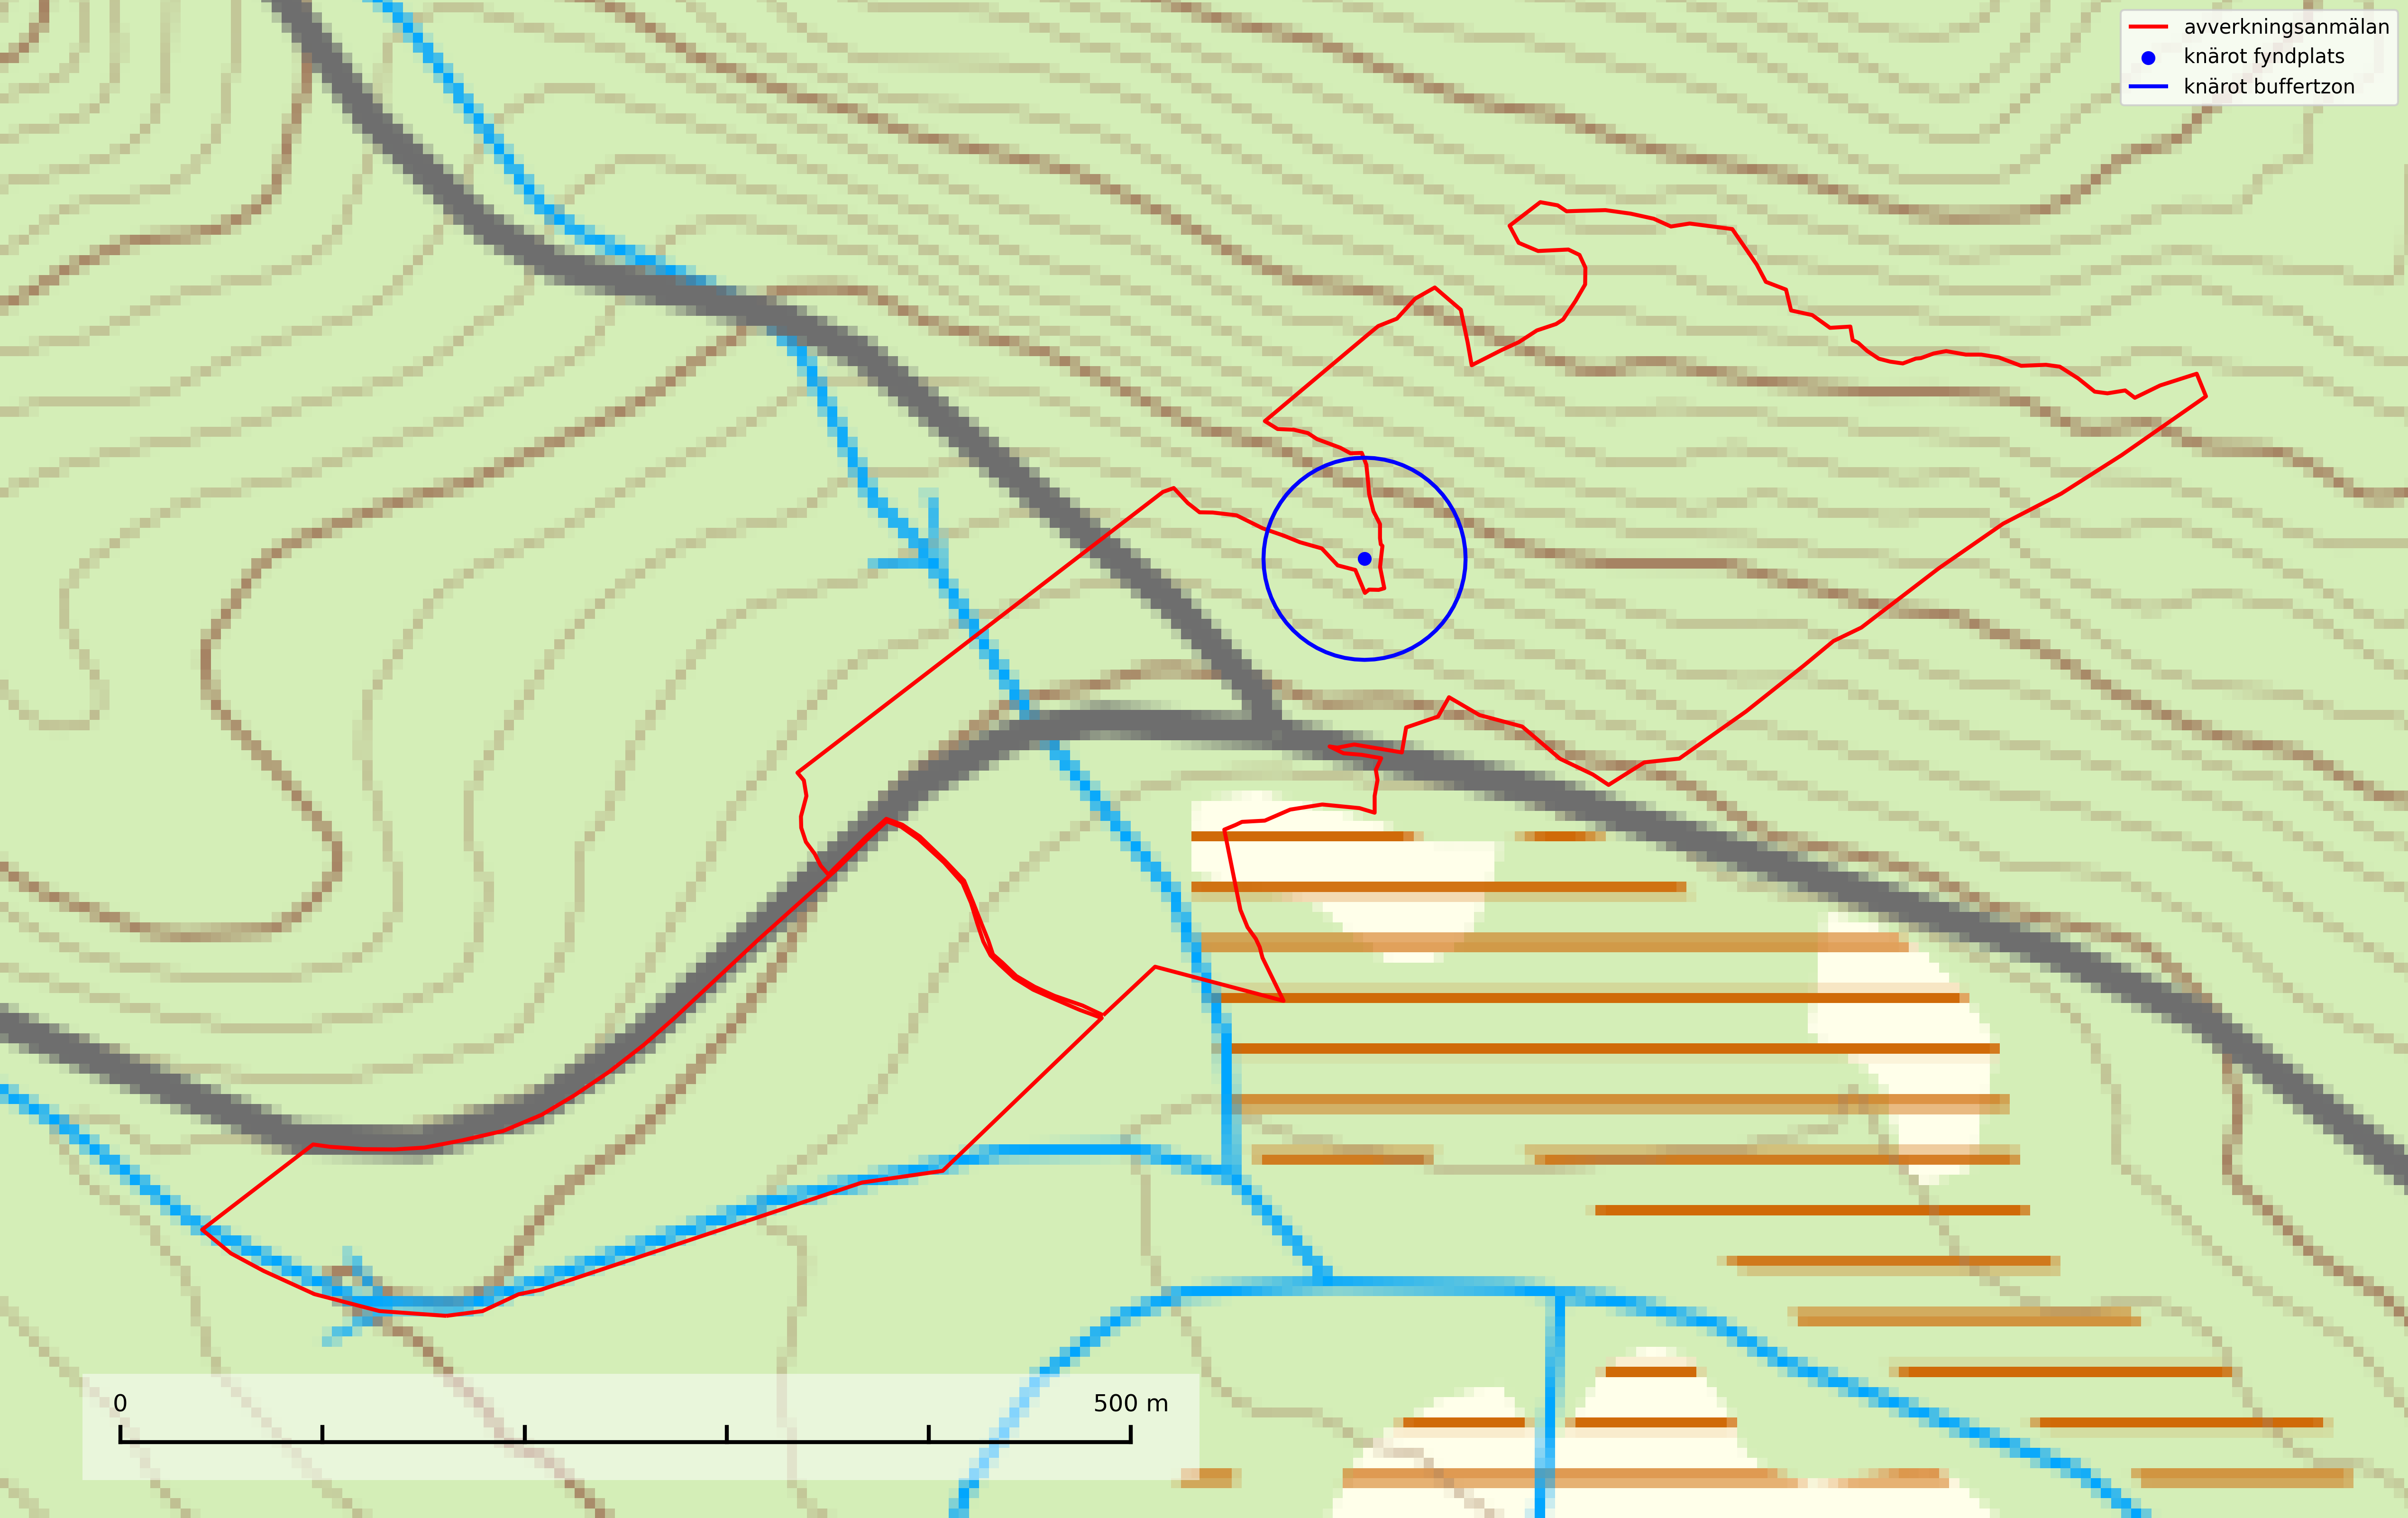 avverkningsanmälan
knärot fyndplats
knärot buffertzon
0 500 m